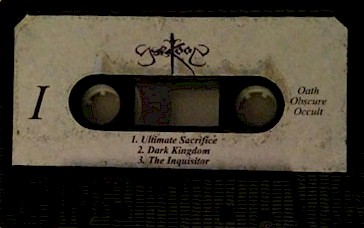 I
Oath
Obscure
Occult
1. Ultimate Sacrifice
2. Dark Kingdom
3. The Inquisitor